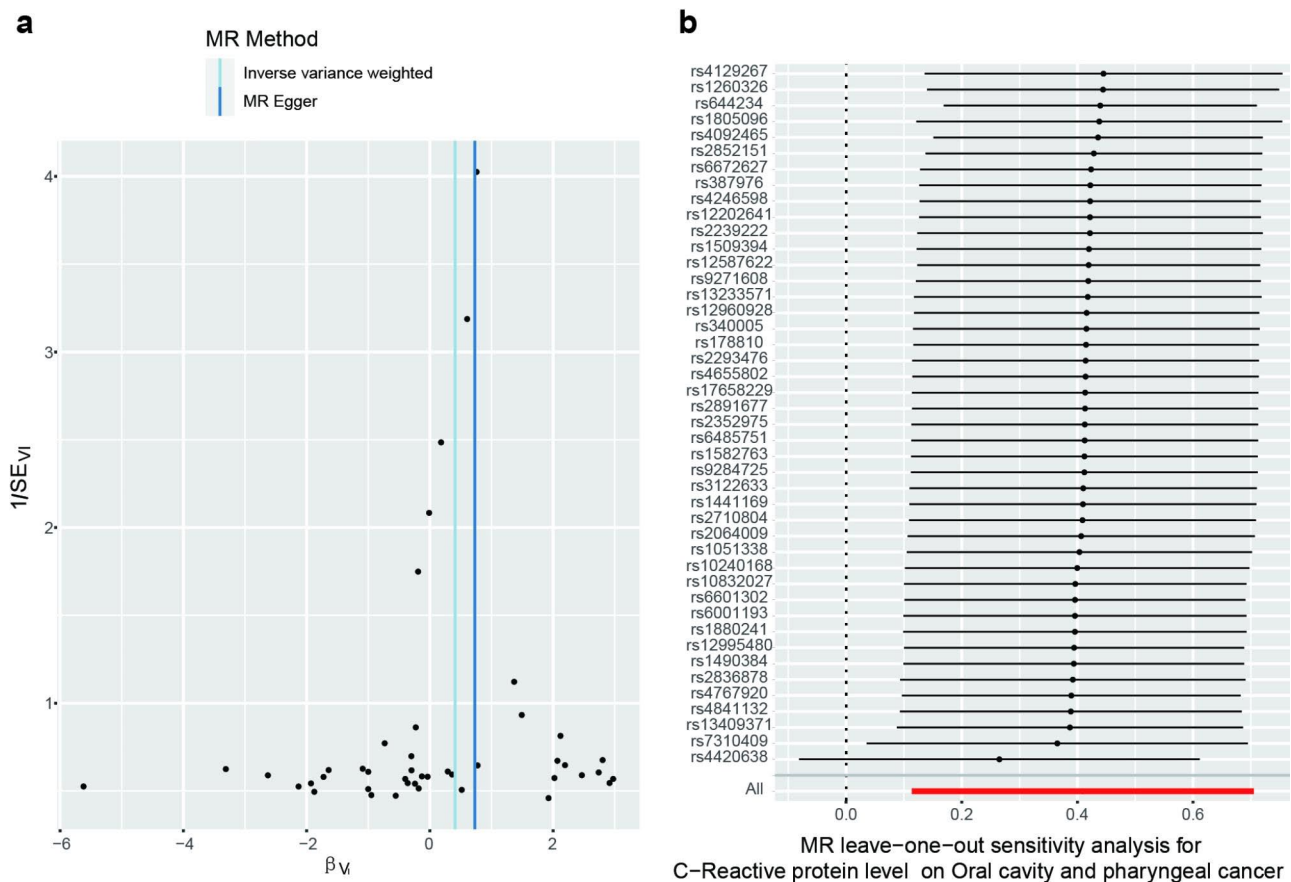 a
MR Method
Inverse variance weighted
MR Egger
4
3
2
1
1/SEVI
−6
−4
−2
0
2
βVI
b
rs4129267
rs1260326
rs644234
rs1805096
rs4092465
rs2852151
rs6672627
rs387976
rs4246598
rs12202641
rs2239222
rs1509394
rs12587622
rs9271608
rs13233571
rs12960928
rs340005
rs178810
rs2293476
rs4655802
rs17658229
rs2891677
rs2352975
rs6485751
rs1582763
rs9284725
rs3122633
rs1441169
rs2710804
rs2064009
rs1051338
rs10240168
rs10832027
rs6601302
rs6001193
rs1880241
rs12995480
rs1490384
rs2836878
rs4767920
rs4841132
rs13409371
rs7310409
rs4420638
All
0.0
0.2
0.4
0.6
MR leave−one−out sensitivity analysis for
C−Reactive protein level on Oral cavity and pharyngeal cancer